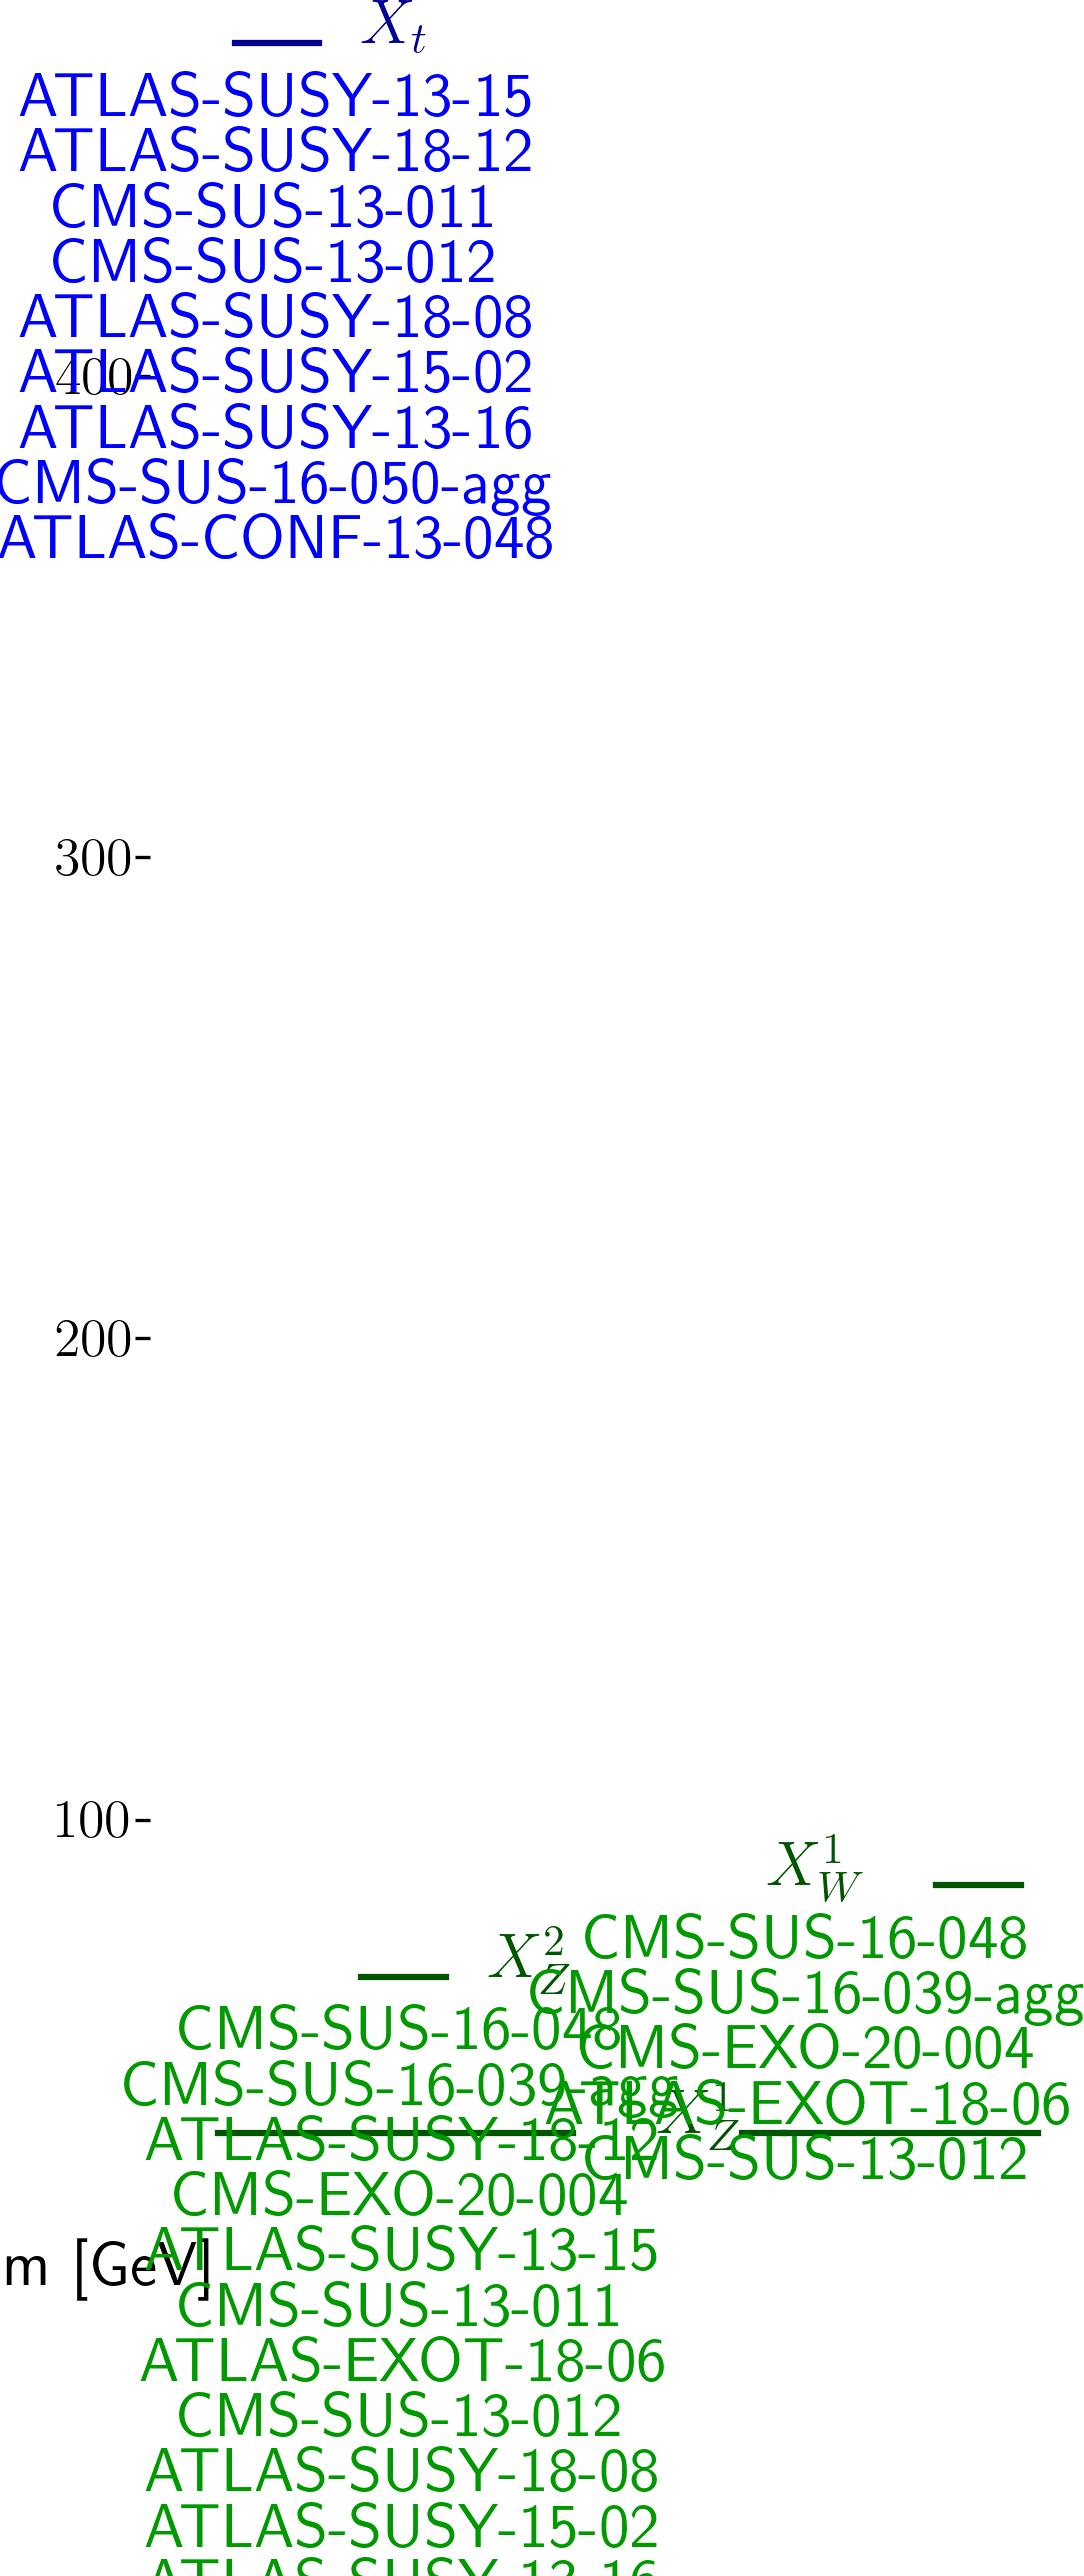 X_t
ATLAS-SUSY-13-15
ATLAS-SUSY-18-12
CMS-SUS-13-011
CMS-SUS-13-012
ATLAS-SUSY-18-08
400
ATLAS-SUSY-15-02
ATLAS-SUSY-13-16
CMS-SUS-16-050-agg
ATLAS-CONF-13-048
300
200
100
X_W^1
CMS-SUS-16-048
CMS-SUS-16-039-agg
CMS-EXO-20-004
ATLAS-EXOT-18-06
CMS-SUS-13-012
X_Z^2
CMS-SUS-16-048
CMS-SUS-16-039-agg
X_Z^1
ATLAS-SUSY-18-12
CMS-EXO-20-004
ATLAS-SUSY-13-15
m [GeV]
CMS-SUS-13-011
ATLAS-EXOT-18-06
CMS-SUS-13-012
ATLAS-SUSY-18-08
ATLAS-SUSY-15-02
ATLAS-SUSY-13-16